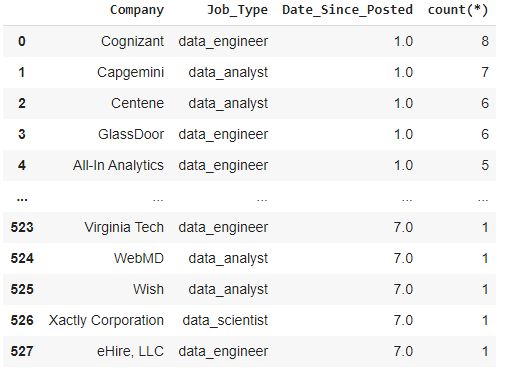 Company Job_Type Date_Since_Posted count(*)
0 Cognizant data_engineer 1.0 8
1 Capgemini data_analyst 1.0 7
2 Centene data_analyst 1.0 6
3 GlassDoor data_engineer 1.0 6
4 All-In Analytics data_engineer 1.0 5
... ... ... ... ...
523 Virginia Tech data_engineer 7.0 1
524 WebMD data_analyst 7.0 1
525 Wish data_analyst 7.0 1
526 Xactly Corporation data_scientist 7.0 1
527 eHire, LLC data_engineer 7.0 1